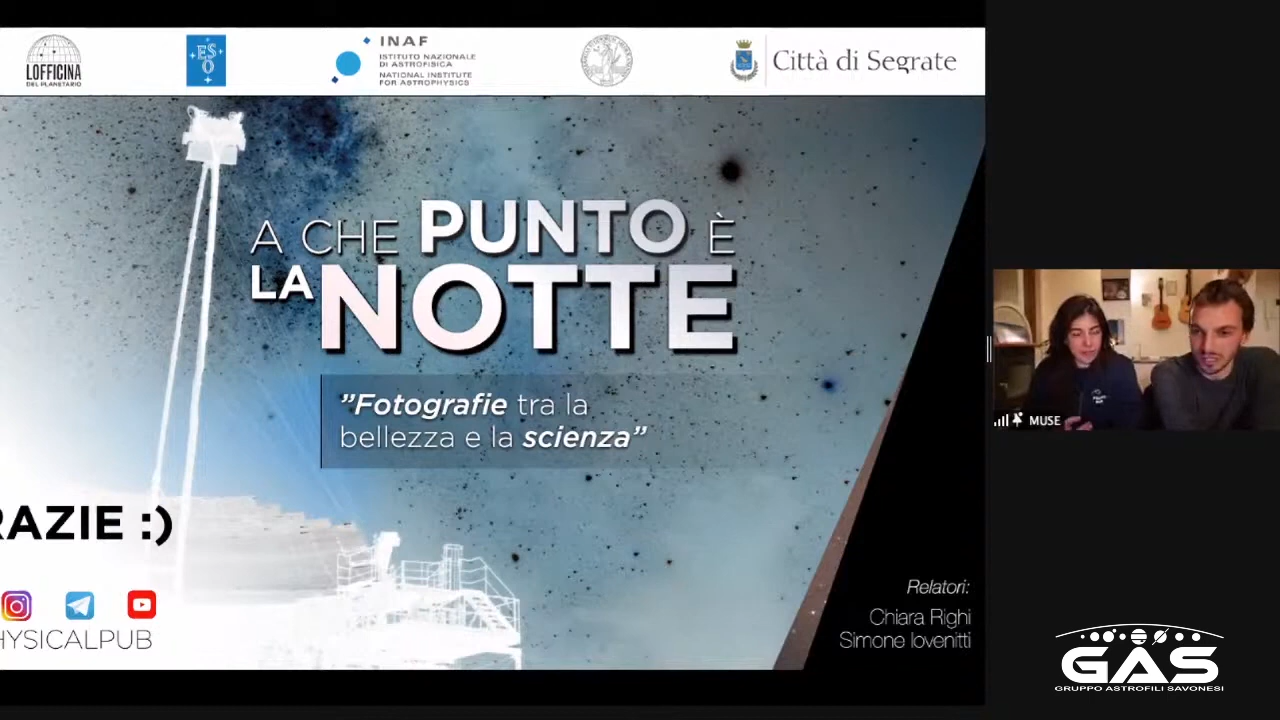 LOFFICINA
DEL PLANETARIO
ES
O
INAF
ISTITUTO NAZIONALE
DI ASTROFISICA
NATIONAL INSTITUTE
FOR ASTROPHYSICS
Città di Segrate
A CHE PUNTO È
LA NOTTE
"Fotografie tra la
bellezza e la scienza"
RAZIE :)
HYSICALPUB
Relatori:
Chiara Righi
Simone Iovenitti
MUSE
GAS
GRUPPO ASTROFILI SAVONESI